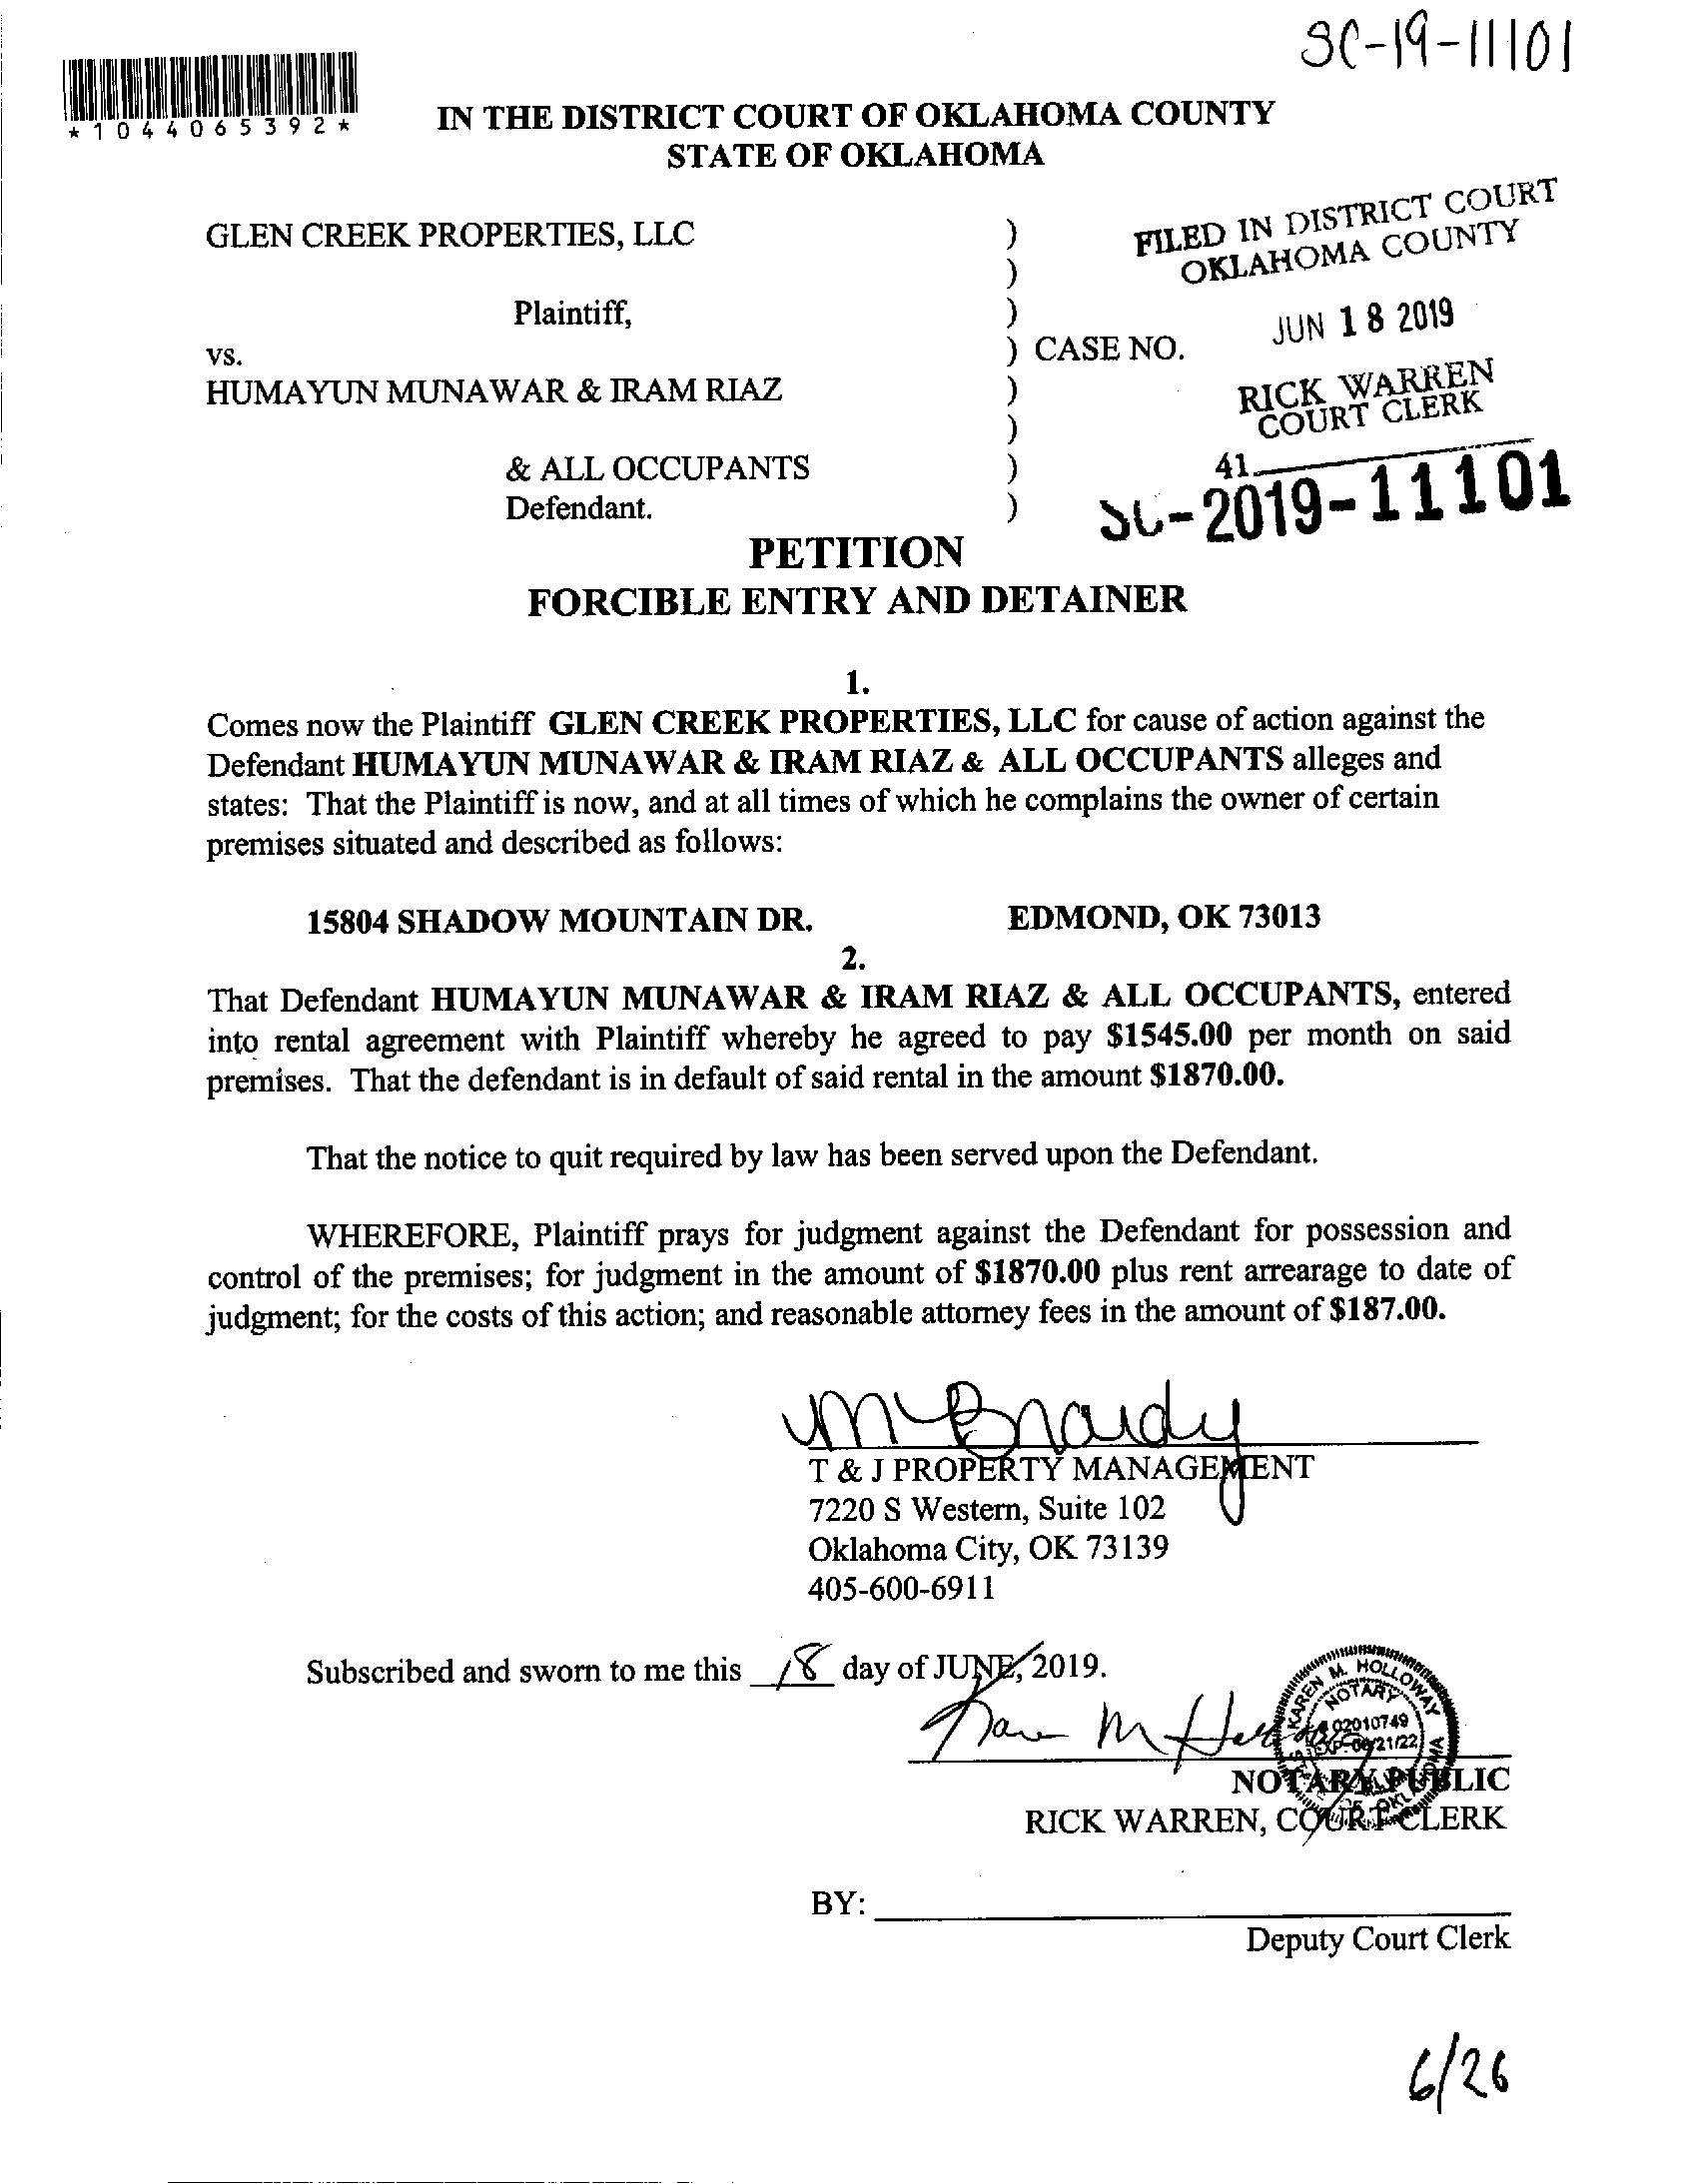 SC-19-11101
*1044065392*
IN THE DISTRICT COURT OF OKLAHOMA COUNTY
STATE OF OKLAHOMA
GLEN CREEK PROPERTIES, LLC )
)
Plaintiff, )
vs. ) CASE NO.
HUMAYUN MUNAWAR & IRAM RIAZ )
)
& ALL OCCUPANTS )
Defendant. )
FILED IN DISTRICT COURT
OKLAHOMA COUNTY
JUN 18 2019
RICK WARREN
COURT CLERK
41
SC-2019-11101
PETITION
FORCIBLE ENTRY AND DETAINER
1.
Comes now the Plaintiff GLEN CREEK PROPERTIES, LLC for cause of action against the
Defendant HUMAYUN MUNAWAR & IRAM RIAZ & ALL OCCUPANTS alleges and
states: That the Plaintiff is now, and at all times of which he complains the owner of certain
premises situated and described as follows:
15804 SHADOW MOUNTAIN DR. EDMOND, OK 73013
2.
That Defendant HUMAYUN MUNAWAR & IRAM RIAZ & ALL OCCUPANTS, entered
into rental agreement with Plaintiff whereby he agreed to pay $1545.00 per month on said
premises. That the defendant is in default of said rental in the amount $1870.00.
That the notice to quit required by law has been served upon the Defendant.
WHEREFORE, Plaintiff prays for judgment against the Defendant for possession and
control of the premises; for judgment in the amount of $1870.00 plus rent arrearage to date of
judgment; for the costs of this action; and reasonable attorney fees in the amount of $187.00.
T & J PROPERTY MANAGEMENT
7220 S Western, Suite 102
Oklahoma City, OK 73139
405-600-6911
Subscribed and sworn to me this 18 day of JUNE, 2019.
KAREN M. HOLLOWAY
NOTARY
02010749
NOTARY PUBLIC
RICK WARREN, COURT CLERK
BY:
Deputy Court Clerk
6/26